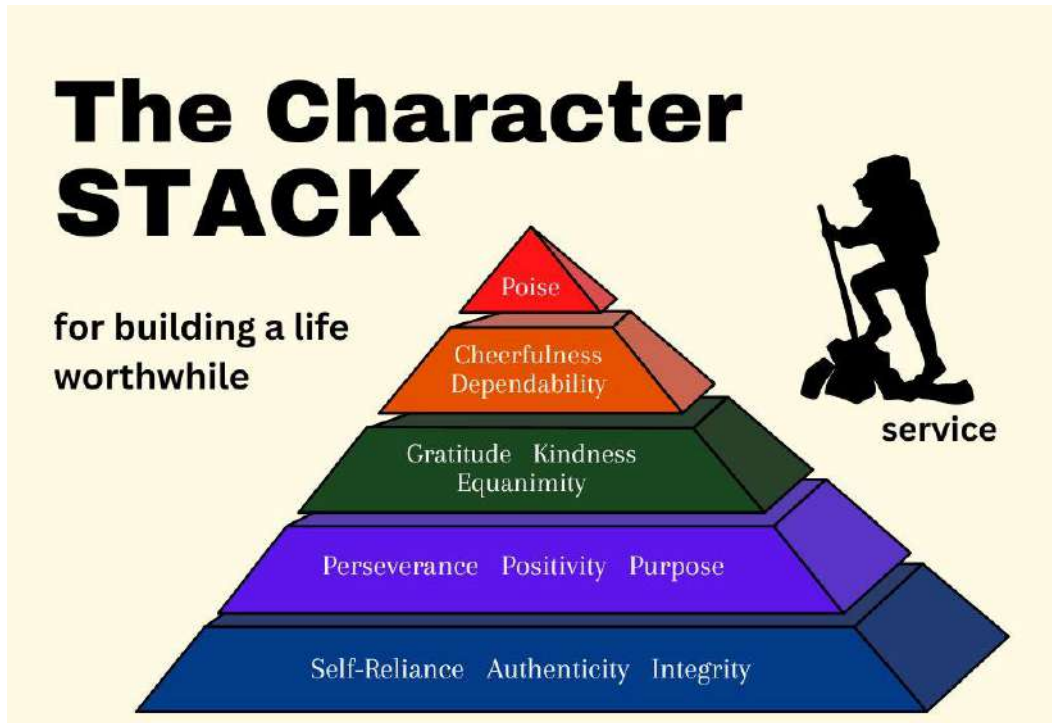 The Character
STACK
for building a life
worthwhile
Poise
Cheerfulness
Dependability
Gratitude Kindness
Equanimity
Perseverance Positivity Purpose
Self-Reliance Authenticity Integrity
service